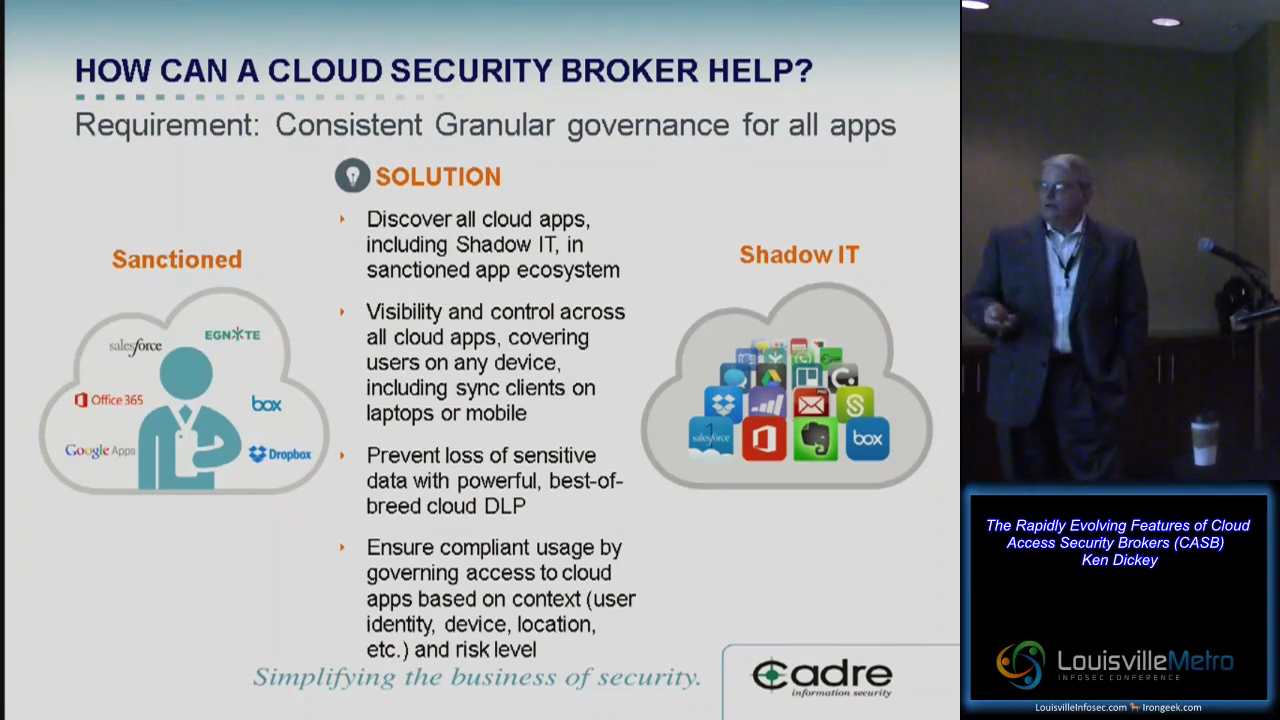 HOW CAN A CLOUD SECURITY BROKER HELP?
Requirement: Consistent Granular governance for all apps
SOLUTION
Discover all cloud apps,
including Shadow IT, in
sanctioned app ecosystem
Visibility and control across
all cloud apps, covering
users on any device,
including sync clients on
laptops or mobile
Prevent loss of sensitive
data with powerful, best-of-
breed cloud DLP
Ensure compliant usage by
governing access to cloud
apps based on context (user
identity, device, location,
etc.) and risk level
Sanctioned
salesforce
EGNYTE
Office 365
box
Google Apps
Dropbox
Shadow IT
salesforce
box
Simplifying the business of security.
Cadre
information security
The Rapidly Evolving Features of Cloud
Access Security Brokers (CASB)
Ken Dickey
LouisvilleMetro
INFOSEC CONFERENCE
LouisvilleInfosec.com Irongeek.com